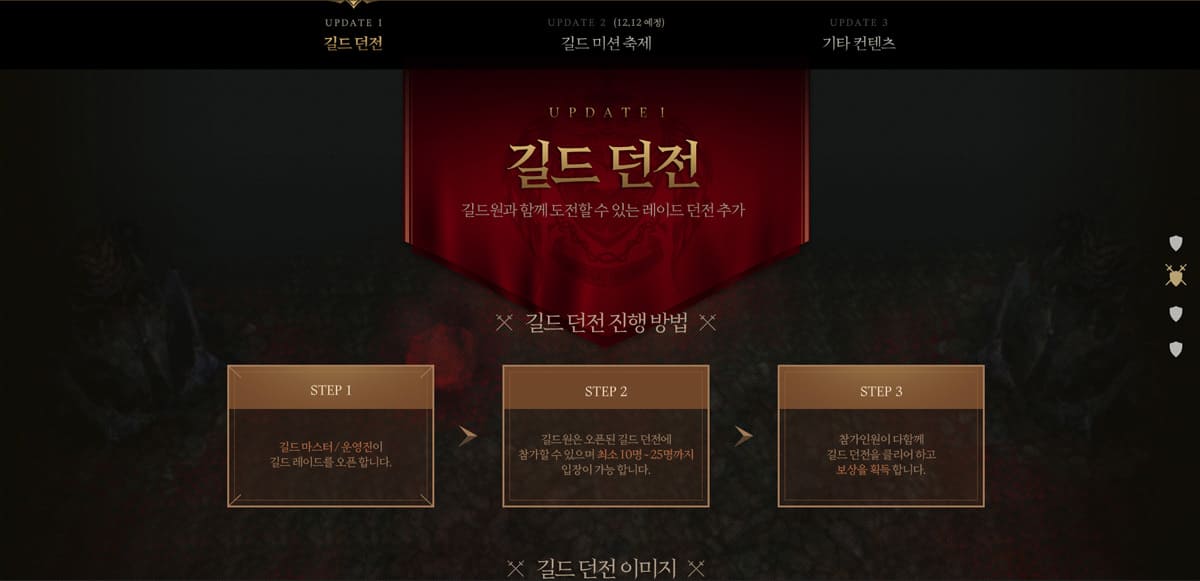 UPDATE 1
길드 던전
UPDATE 2 (12,12 예정)
길드 미션 축제
UPDATE 3
기타 컨텐츠
UPDATE 1
길드 던전
길드원과 함께 도전할 수 있는 레이드 던전 추가
길드 던전 진행 방법
STEP 1
길드 마스터 / 운영진이
길드 레이드를 오픈 합니다.
STEP 2
길드원은 오픈된 길드 던전에
참가할 수 있으며 최소 10명 ~ 25명까지
입장이 가능 합니다.
STEP 3
참가인원이 다함께
길드 던전을 클리어 하고
보상을 획득 합니다.
길드 던전 이미지